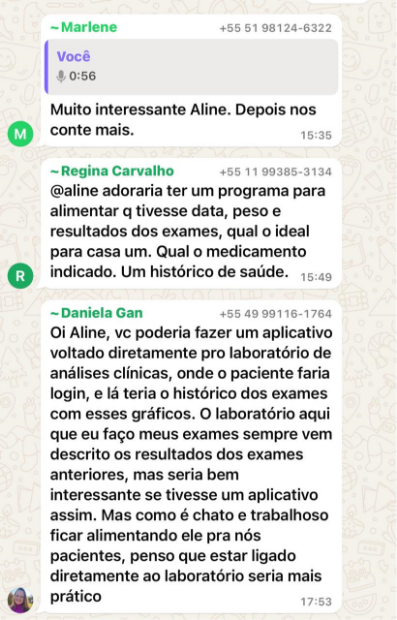 ~Marlene +55 51 98124-6322
Você
0:56
Muito interessante Aline. Depois nos
conte mais.
15:35
M
~Regina Carvalho +55 11 99385-3134
@aline adoraria ter um programa para
alimentar q tivesse data, peso e
resultados dos exames, qual o ideal
para casa um. Qual o medicamento
indicado. Um histórico de saúde.
15:49
R
~Daniela Gan +55 49 99116-1764
Oi Aline, vc poderia fazer um aplicativo
voltado diretamente pro laboratório de
análises clínicas, onde o paciente faria
login, e lá teria o histórico dos exames
com esses gráficos. O laboratório aqui
que eu faço meus exames sempre vem
descrito os resultados dos exames
anteriores, mas seria bem
interessante se tivesse um aplicativo
assim. Mas como é chato e trabalhoso
ficar alimentando ele pra nós
pacientes, penso que estar ligado
diretamente ao laboratório seria mais
prático
17:53